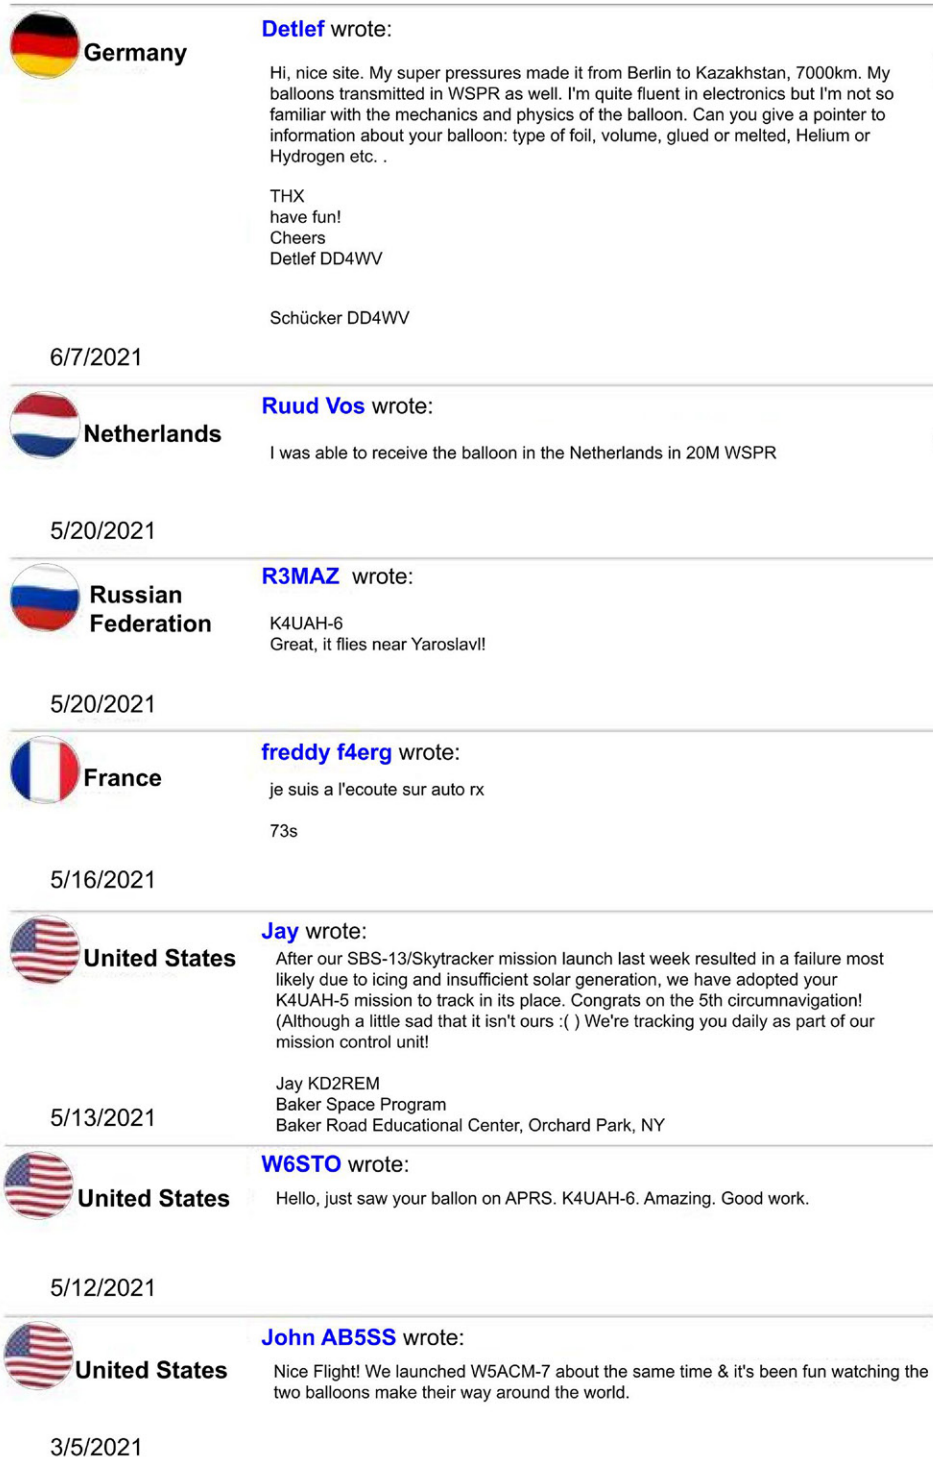 Germany
Detlef wrote:
Hi, nice site. My super pressures made it from Berlin to Kazakhstan, 7000km. My
balloons transmitted in WSPR as well. I'm quite fluent in electronics but I'm not so
familiar with the mechanics and physics of the balloon. Can you give a pointer to
information about your balloon: type of foil, volume, glued or melted, Helium or
Hydrogen etc. .
THX
have fun!
Cheers
Detlef DD4WV
Schücker DD4WV
6/7/2021
Netherlands
Ruud Vos wrote:
I was able to receive the balloon in the Netherlands in 20M WSPR
5/20/2021
Russian
Federation
R3MAZ wrote:
K4UAH-6
Great, it flies near Yaroslavl!
5/20/2021
France
freddy f4erg wrote:
je suis a l'ecoute sur auto rx
73s
5/16/2021
United States
Jay wrote:
After our SBS-13/Skytracker mission launch last week resulted in a failure most
likely due to icing and insufficient solar generation, we have adopted your
K4UAH-5 mission to track in its place. Congrats on the 5th circumnavigation!
(Although a little sad that it isn't ours :( ) We're tracking you daily as part of our
mission control unit!
Jay KD2REM
Baker Space Program
Baker Road Educational Center, Orchard Park, NY
5/13/2021
United States
W6STO wrote:
Hello, just saw your ballon on APRS. K4UAH-6. Amazing. Good work.
5/12/2021
United States
John AB5SS wrote:
Nice Flight! We launched W5ACM-7 about the same time & it's been fun watching the
two balloons make their way around the world.
3/5/2021